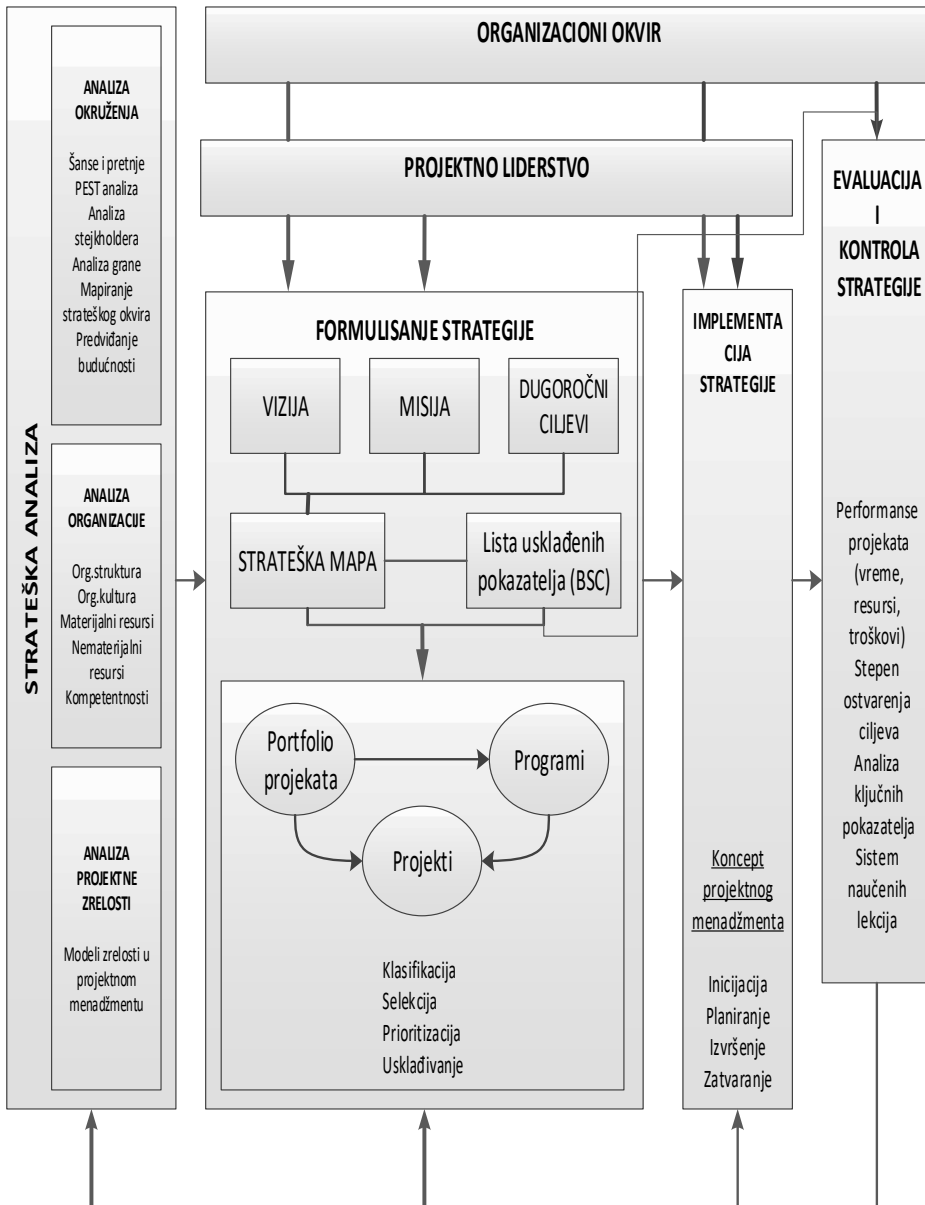 ORGANIZACIONI OKVIR
PROJEKTNO LIDERSTVO
STRATEŠKA ANALIZA
ANALIZA
OKRUŽENJA
Šanse i pretnje
PEST analiza
Analiza
stejkholdera
Analiza grane
Mapiranje
strateškog okvira
Predviđanje
budućnosti
ANALIZA
ORGANIZACIJE
Org.struktura
Org.kultura
Materijalni resursi
Nematerijalni
resursi
Kompetentnosti
ANALIZA
PROJEKTNE
ZRELOSTI
Modeli zrelosti u
projektnom
menadžmentu
FORMULISANJE STRATEGIJE
VIZIJA
MISIJA
DUGOROČNI
CILJEVI
STRATEŠKA MAPA
Lista usklađenih
pokazatelja (BSC)
Portfolio
projekata
Programi
Projekti
Klasifikacija
Selekcija
Prioritizacija
Usklađivanje
IMPLEMENTA
CIJA
STRATEGIJE
Koncept
projektnog
menadžmenta
Inicijacija
Planiranje
Izvršenje
Zatvaranje
EVALUACIJA
I
KONTROLA
STRATEGIJE
Performanse
projekata
(vreme,
resursi,
troškovi)
Stepen
ostvarenja
ciljeva
Analiza
ključnih
pokazatelja
Sistem
naučenih
lekcija